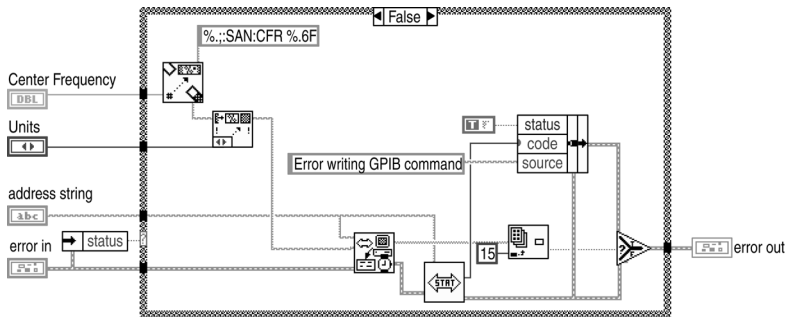 False
%.;:SAN:CFR %.6F
Center Frequency
DBL
Units
status
code
source
Error writing GPIB command
address string
abc
error in
status
15
STAT
error out
T
F
?
T
F